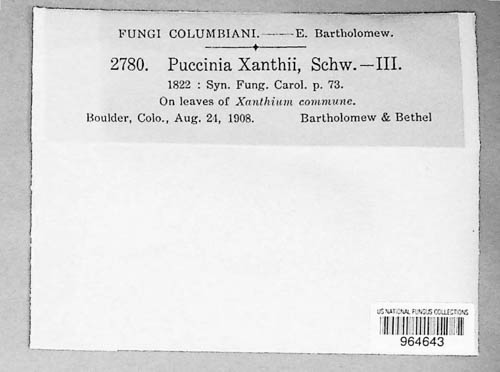 FUNGI COLUMBIANI.—E. Bartholomew.
2780. Puccinia Xanthii, Schw.—III.
1822 : Syn. Fung. Carol. p. 73.
On leaves of Xanthium commune.
Boulder, Colo., Aug. 24, 1908. Bartholomew & Bethel
US NATIONAL FUNGUS COLLECTIONS
964643